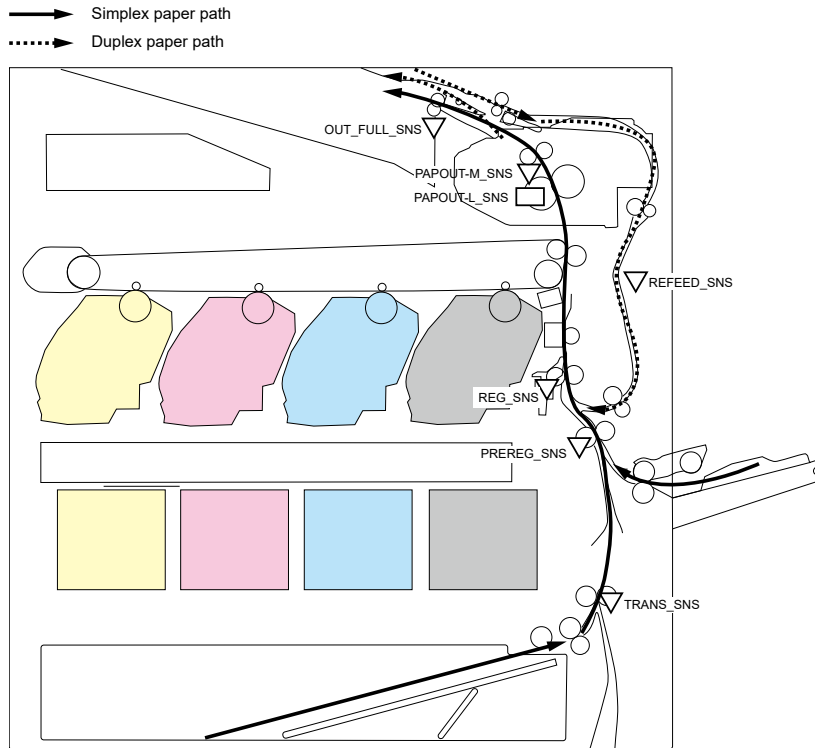 Simplex paper path
Duplex paper path
OUT_FULL_SNS
PAPOUT-M_SNS
PAPOUT-L_SNS
REFEED_SNS
REG_SNS
PREREG_SNS
TRANS_SNS